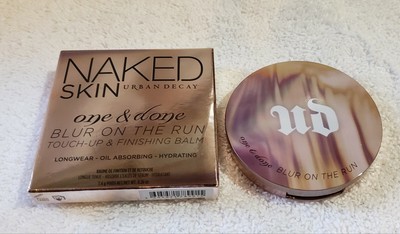 NAKED
SKIN URBAN DECAY
one & done
BLUR ON THE RUN
TOUCH-UP & FINISHING BALM
LONGWEAR • OIL ABSORBING • HYDRATING
ud
one & done BLUR ON THE RUN